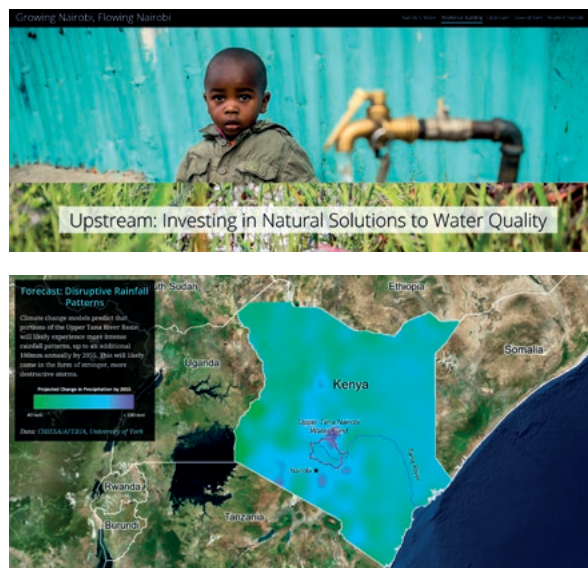 Growing Nairobi, Flowing Nairobi
Upstream: Investing in Natural Solutions to Water Quality
Forecast: Disruptive Rainfall
Patterns
Climate change models predict that
portions of the Upper Tana River Basin
will likely experience more intense
rainfall patterns, up to an additional
100mm annually by 2055. This will likely
come in the form of stronger, more
destructive storms.
Projected Change in Precipitation by 2055
Data: CHIESA/AFERIA, University of York
uth Sudan
Ethiopia
Uganda
Somalia
Kenya
Upper Tana Nairobi
Water Fund
Nairobi
Tana River
Rwanda
Burundi
Tanzania